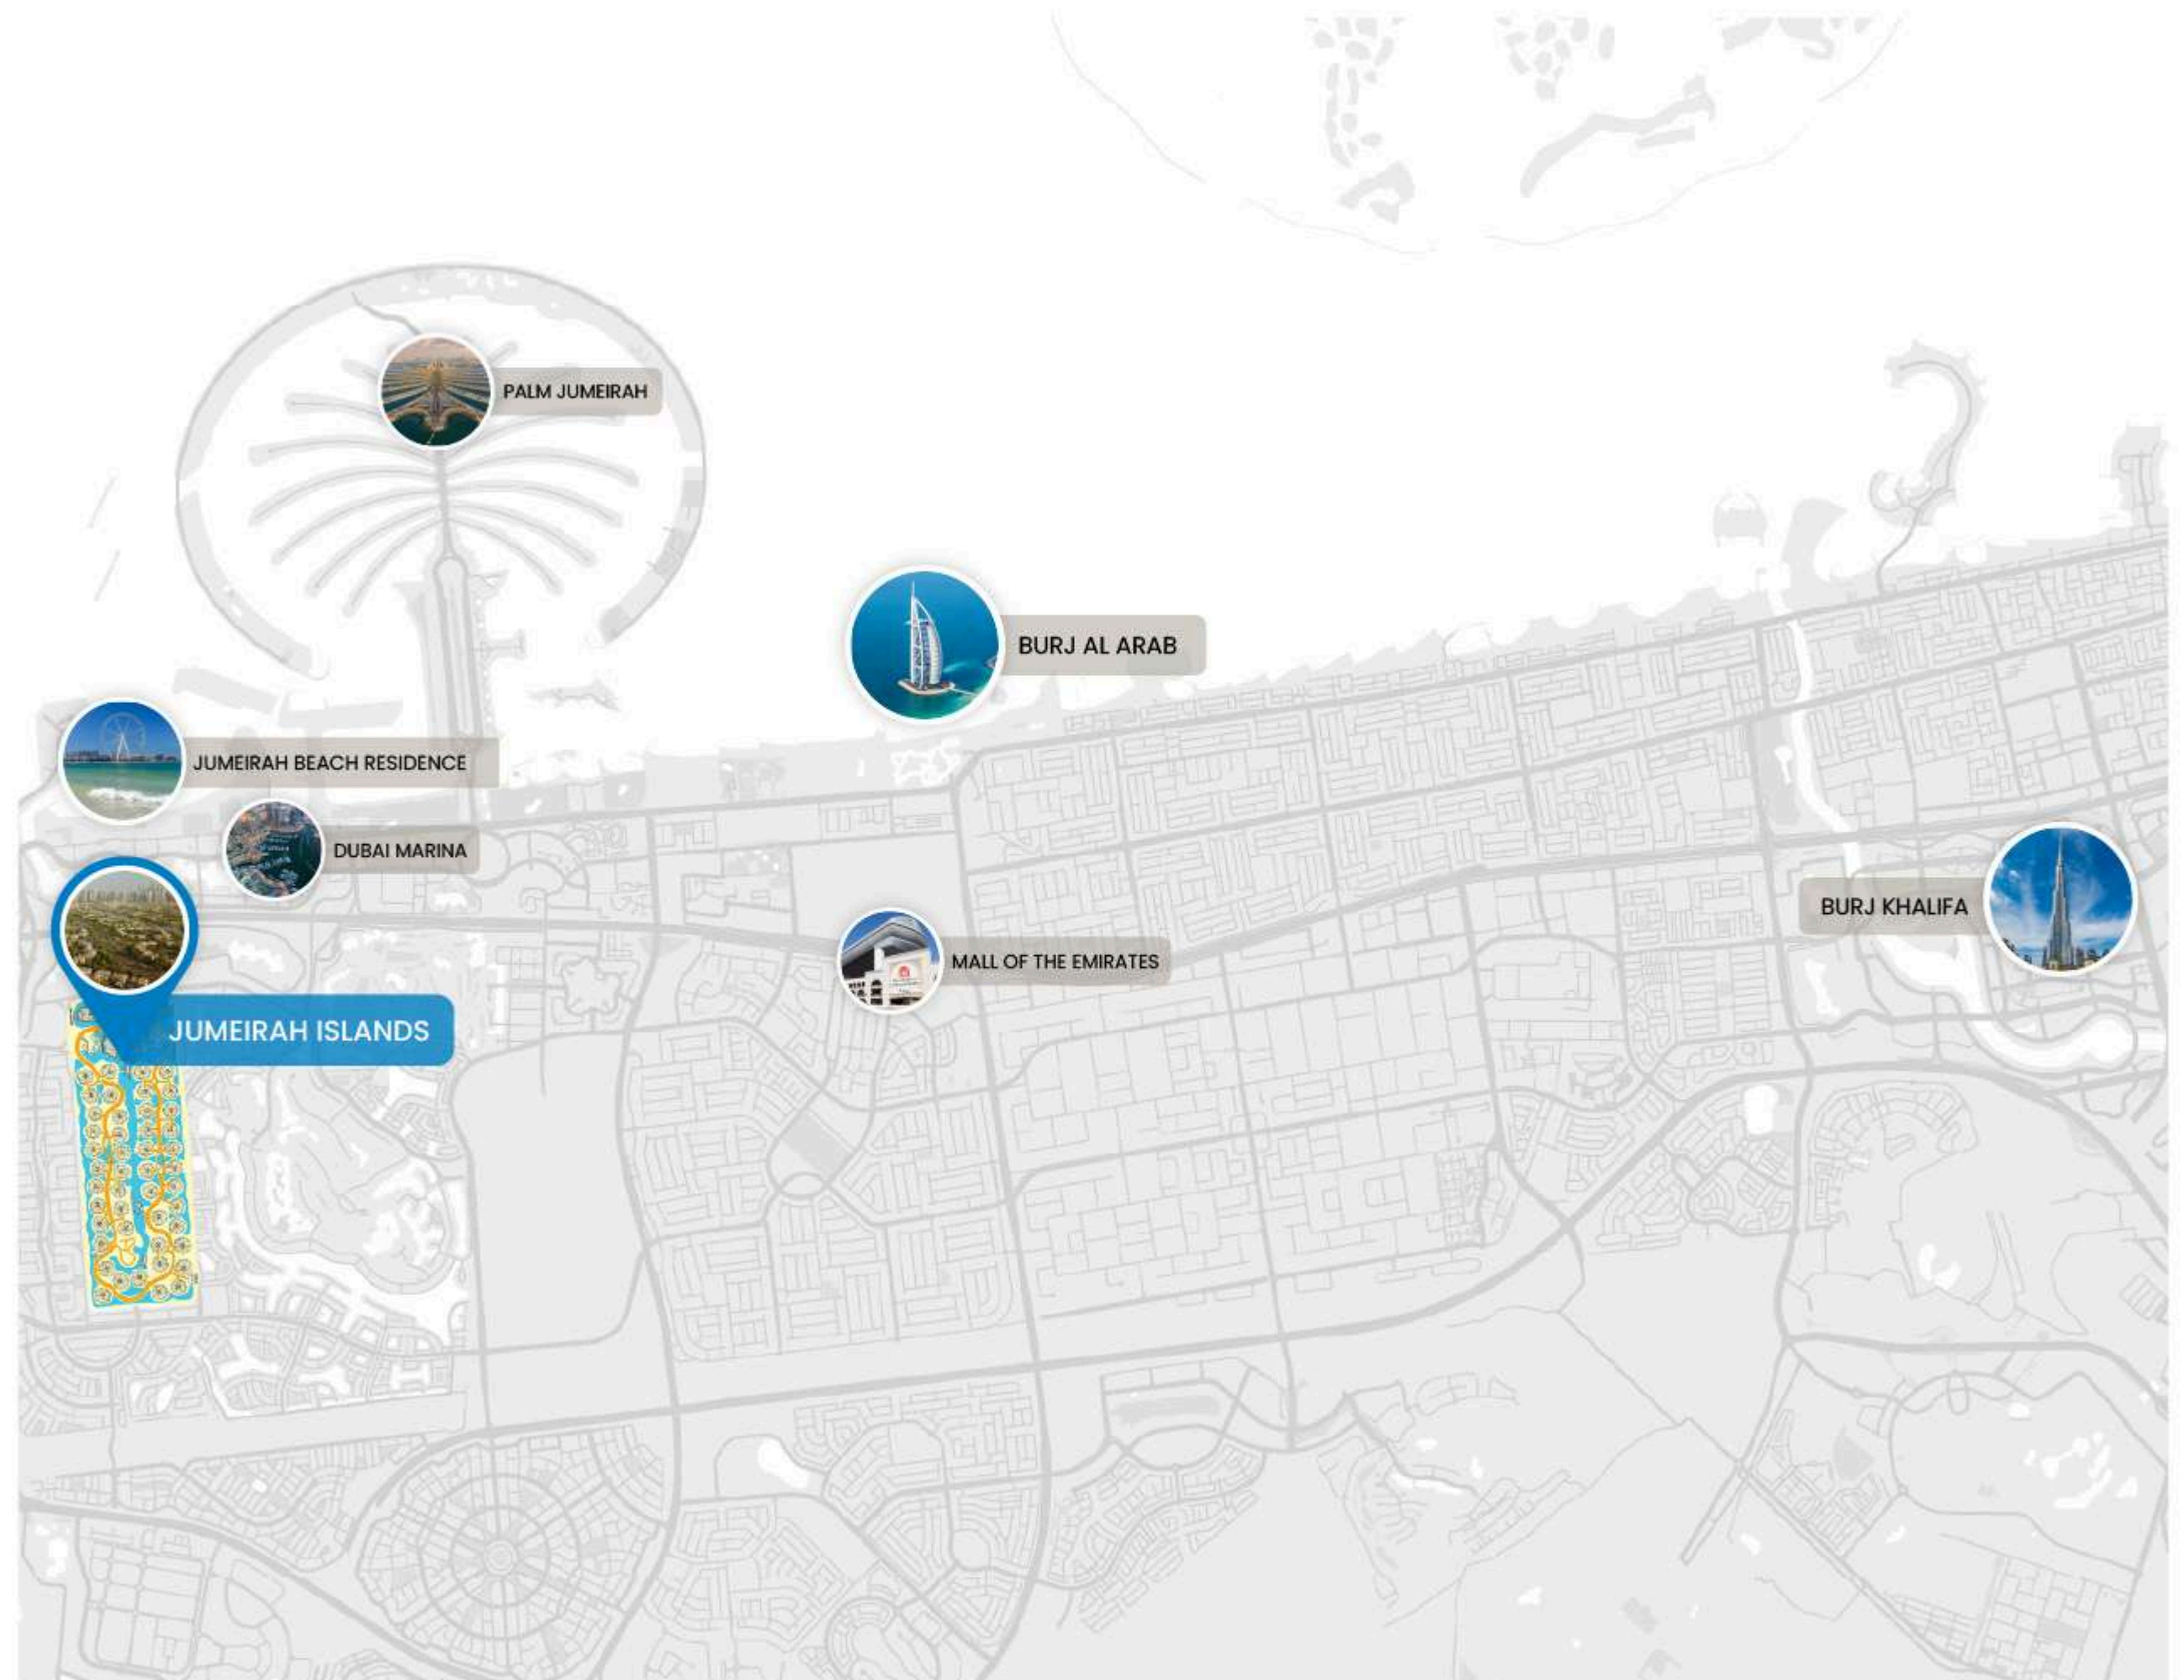 PALM JUMEIRAH
BURJ AL ARAB
JUMEIRAH BEACH RESIDENCE
DUBAI MARINA
BURJ KHALIFA
MALL OF THE EMIRATES
JUMEIRAH ISLANDS